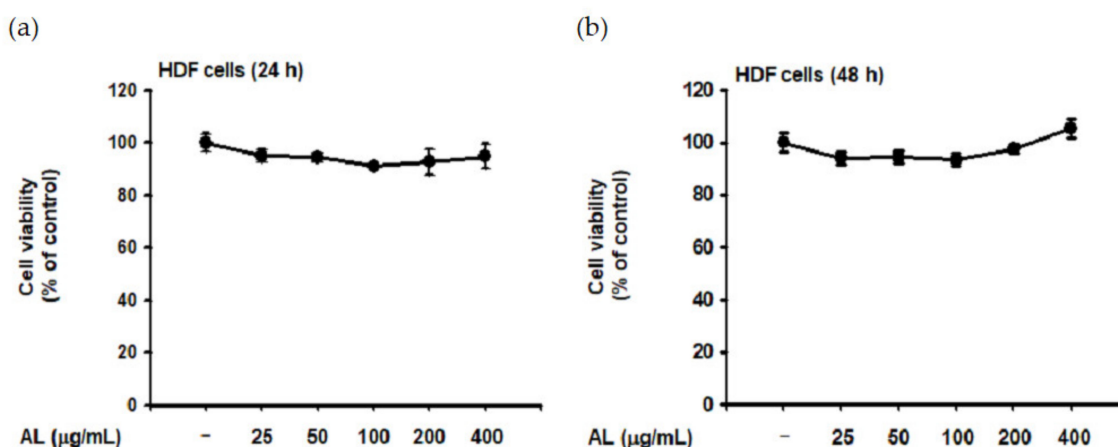 (a)
HDF cells (24 h)
Cell viability
(% of control)
120
100
80
60
40
20
0
AL (µg/mL) – 25 50 100 200 400
(b)
HDF cells (48 h)
Cell viability
(% of control)
120
100
80
60
40
20
0
AL (µg/mL) – 25 50 100 200 400